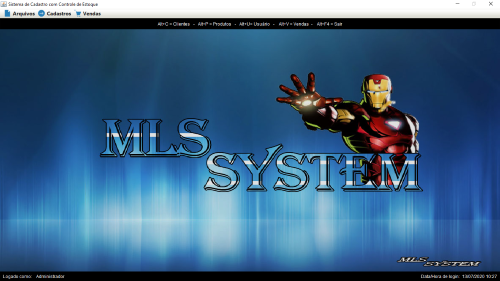 Sistema de Cadastro com Controle de Estoque
Arquivos Cadastros Vendas
Alt+C = Clientes - Alt+P = Produtos - Alt+U= Usuário - Alt+V = Vendas - Alt+F4 = Sair
MLS
SYSTEM
MLS
SYSTEM
Logado como: Administrador Data/Hora de login: 13/07/2020 10:27